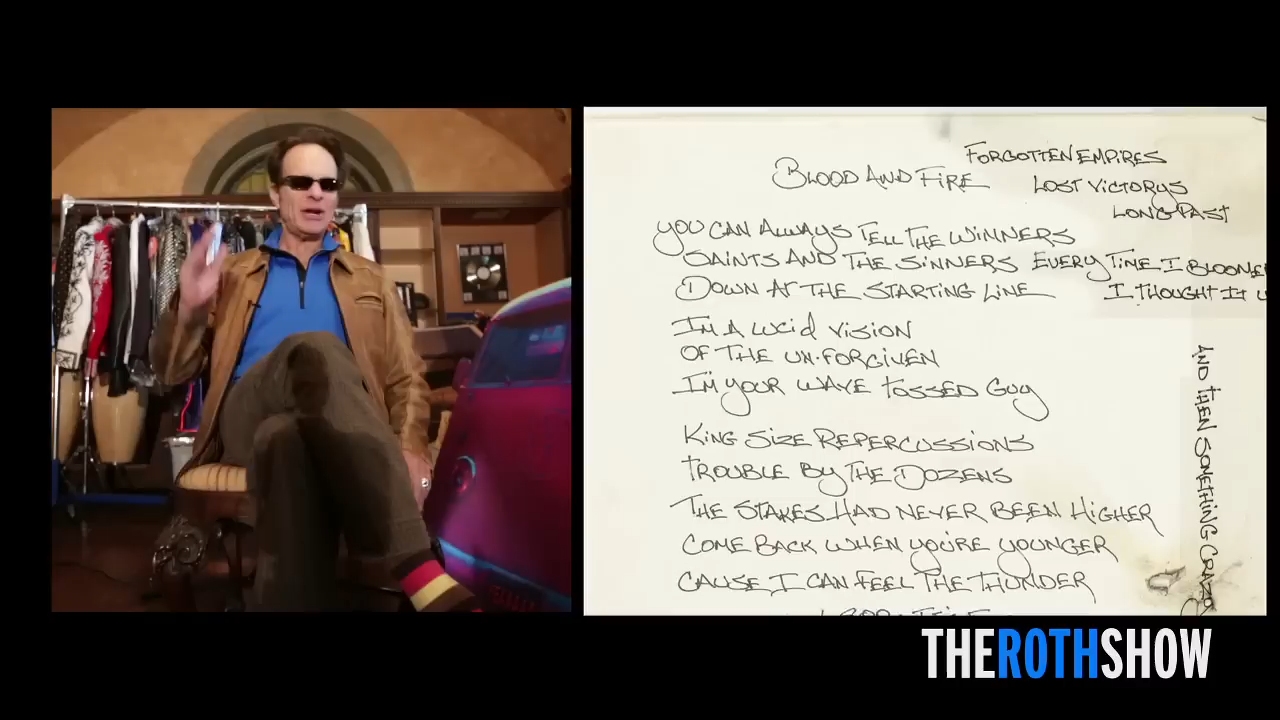 FORGOTTEN EMPIRES
BLOOD AND FIRE
LOST VICTORYS
LONG PAST
YOU CAN ALWAYS TELL THE WINNERS
SAINTS AND THE SINNERS
EVERY TIME I
DOWN AT THE STARTING LINE
I THOUGHT IT
I'M A LUCID VISION
OF THE UN-FORGIVEN
I'M YOUR WAVE TOSSED GUY
KING SIZE REPERCUSSIONS
TROUBLE BY THE DOZENS
THE STAKES HAD NEVER BEEN HIGHER
COME BACK WHEN YOU'RE YOUNGER
CAUSE I CAN FEEL THE THUNDER
AND THEN SOMETHING CRAZY
THEROTHSHOW